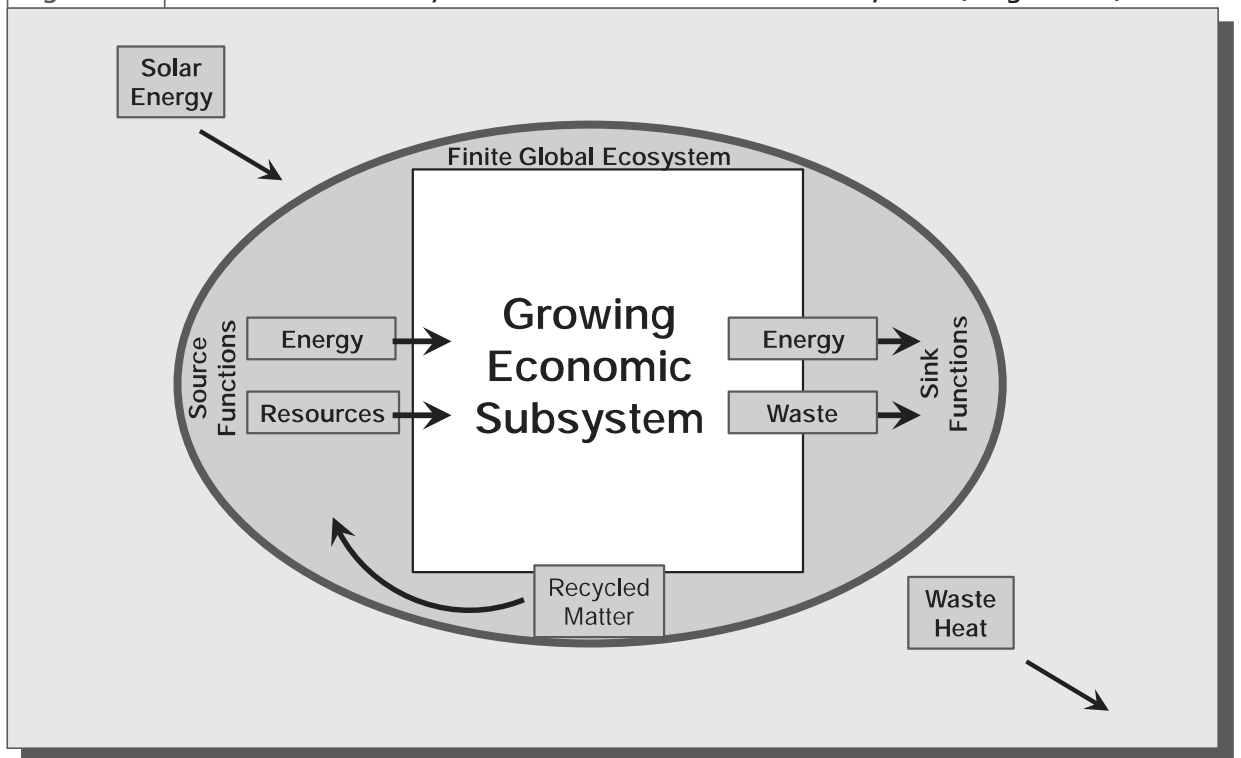 Solar
Energy
Finite Global Ecosystem
Source
Functions
Energy
Resources
Growing
Economic
Subsystem
Energy
Waste
Sink
Functions
Recycled
Matter
Waste
Heat